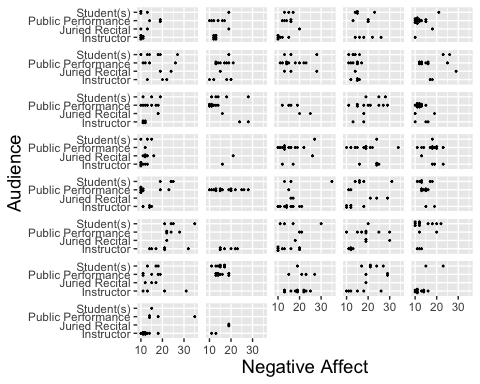 Student(s)
Public Performance
Juried Recital
Instructor
Student(s)
Public Performance
Juried Recital
Instructor
Student(s)
Public Performance
Juried Recital
Instructor
Student(s)
Public Performance
Juried Recital
Instructor
Student(s)
Public Performance
Juried Recital
Instructor
Student(s)
Public Performance
Juried Recital
Instructor
Student(s)
Public Performance
Juried Recital
Instructor
Student(s)
Public Performance
Juried Recital
Instructor
Audience
10 20 30 10 20 30 10 20 30 10 20 30 10 20 30
Negative Affect